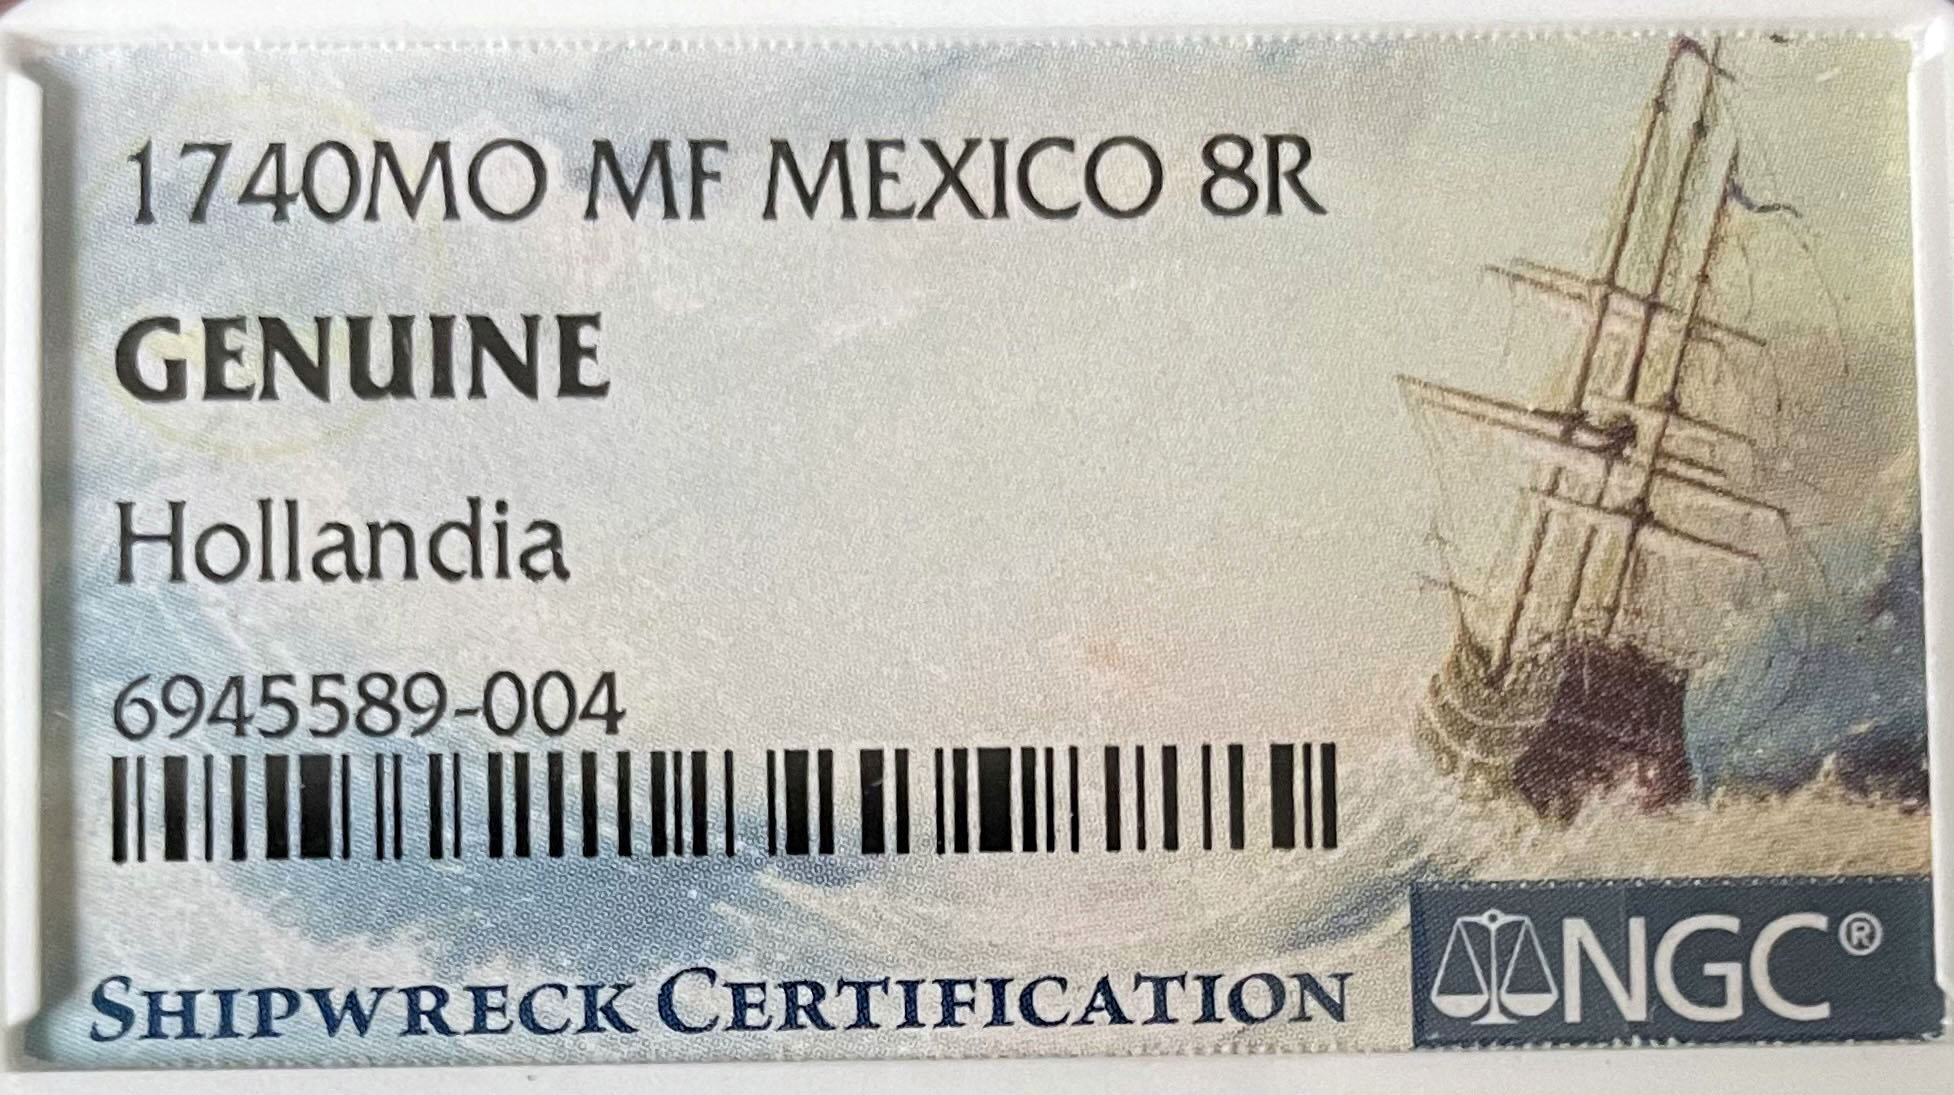 1740MO MF MEXICO 8R
GENUINE
Hollandia
6945589-004
SHIPWRECK CERTIFICATION
NGC®